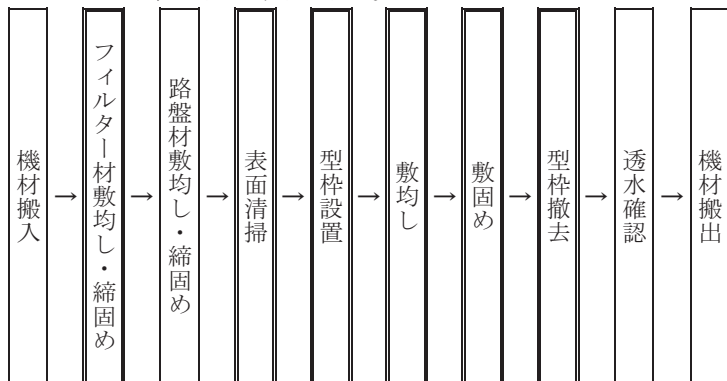 機材搬入
→
フィルター材敷均し・締固め
→
路盤材敷均し・締固め
→
表面清掃
→
型枠設置
→
敷均し
→
敷固め
→
型枠撤去
→
透水確認
→
機材搬出